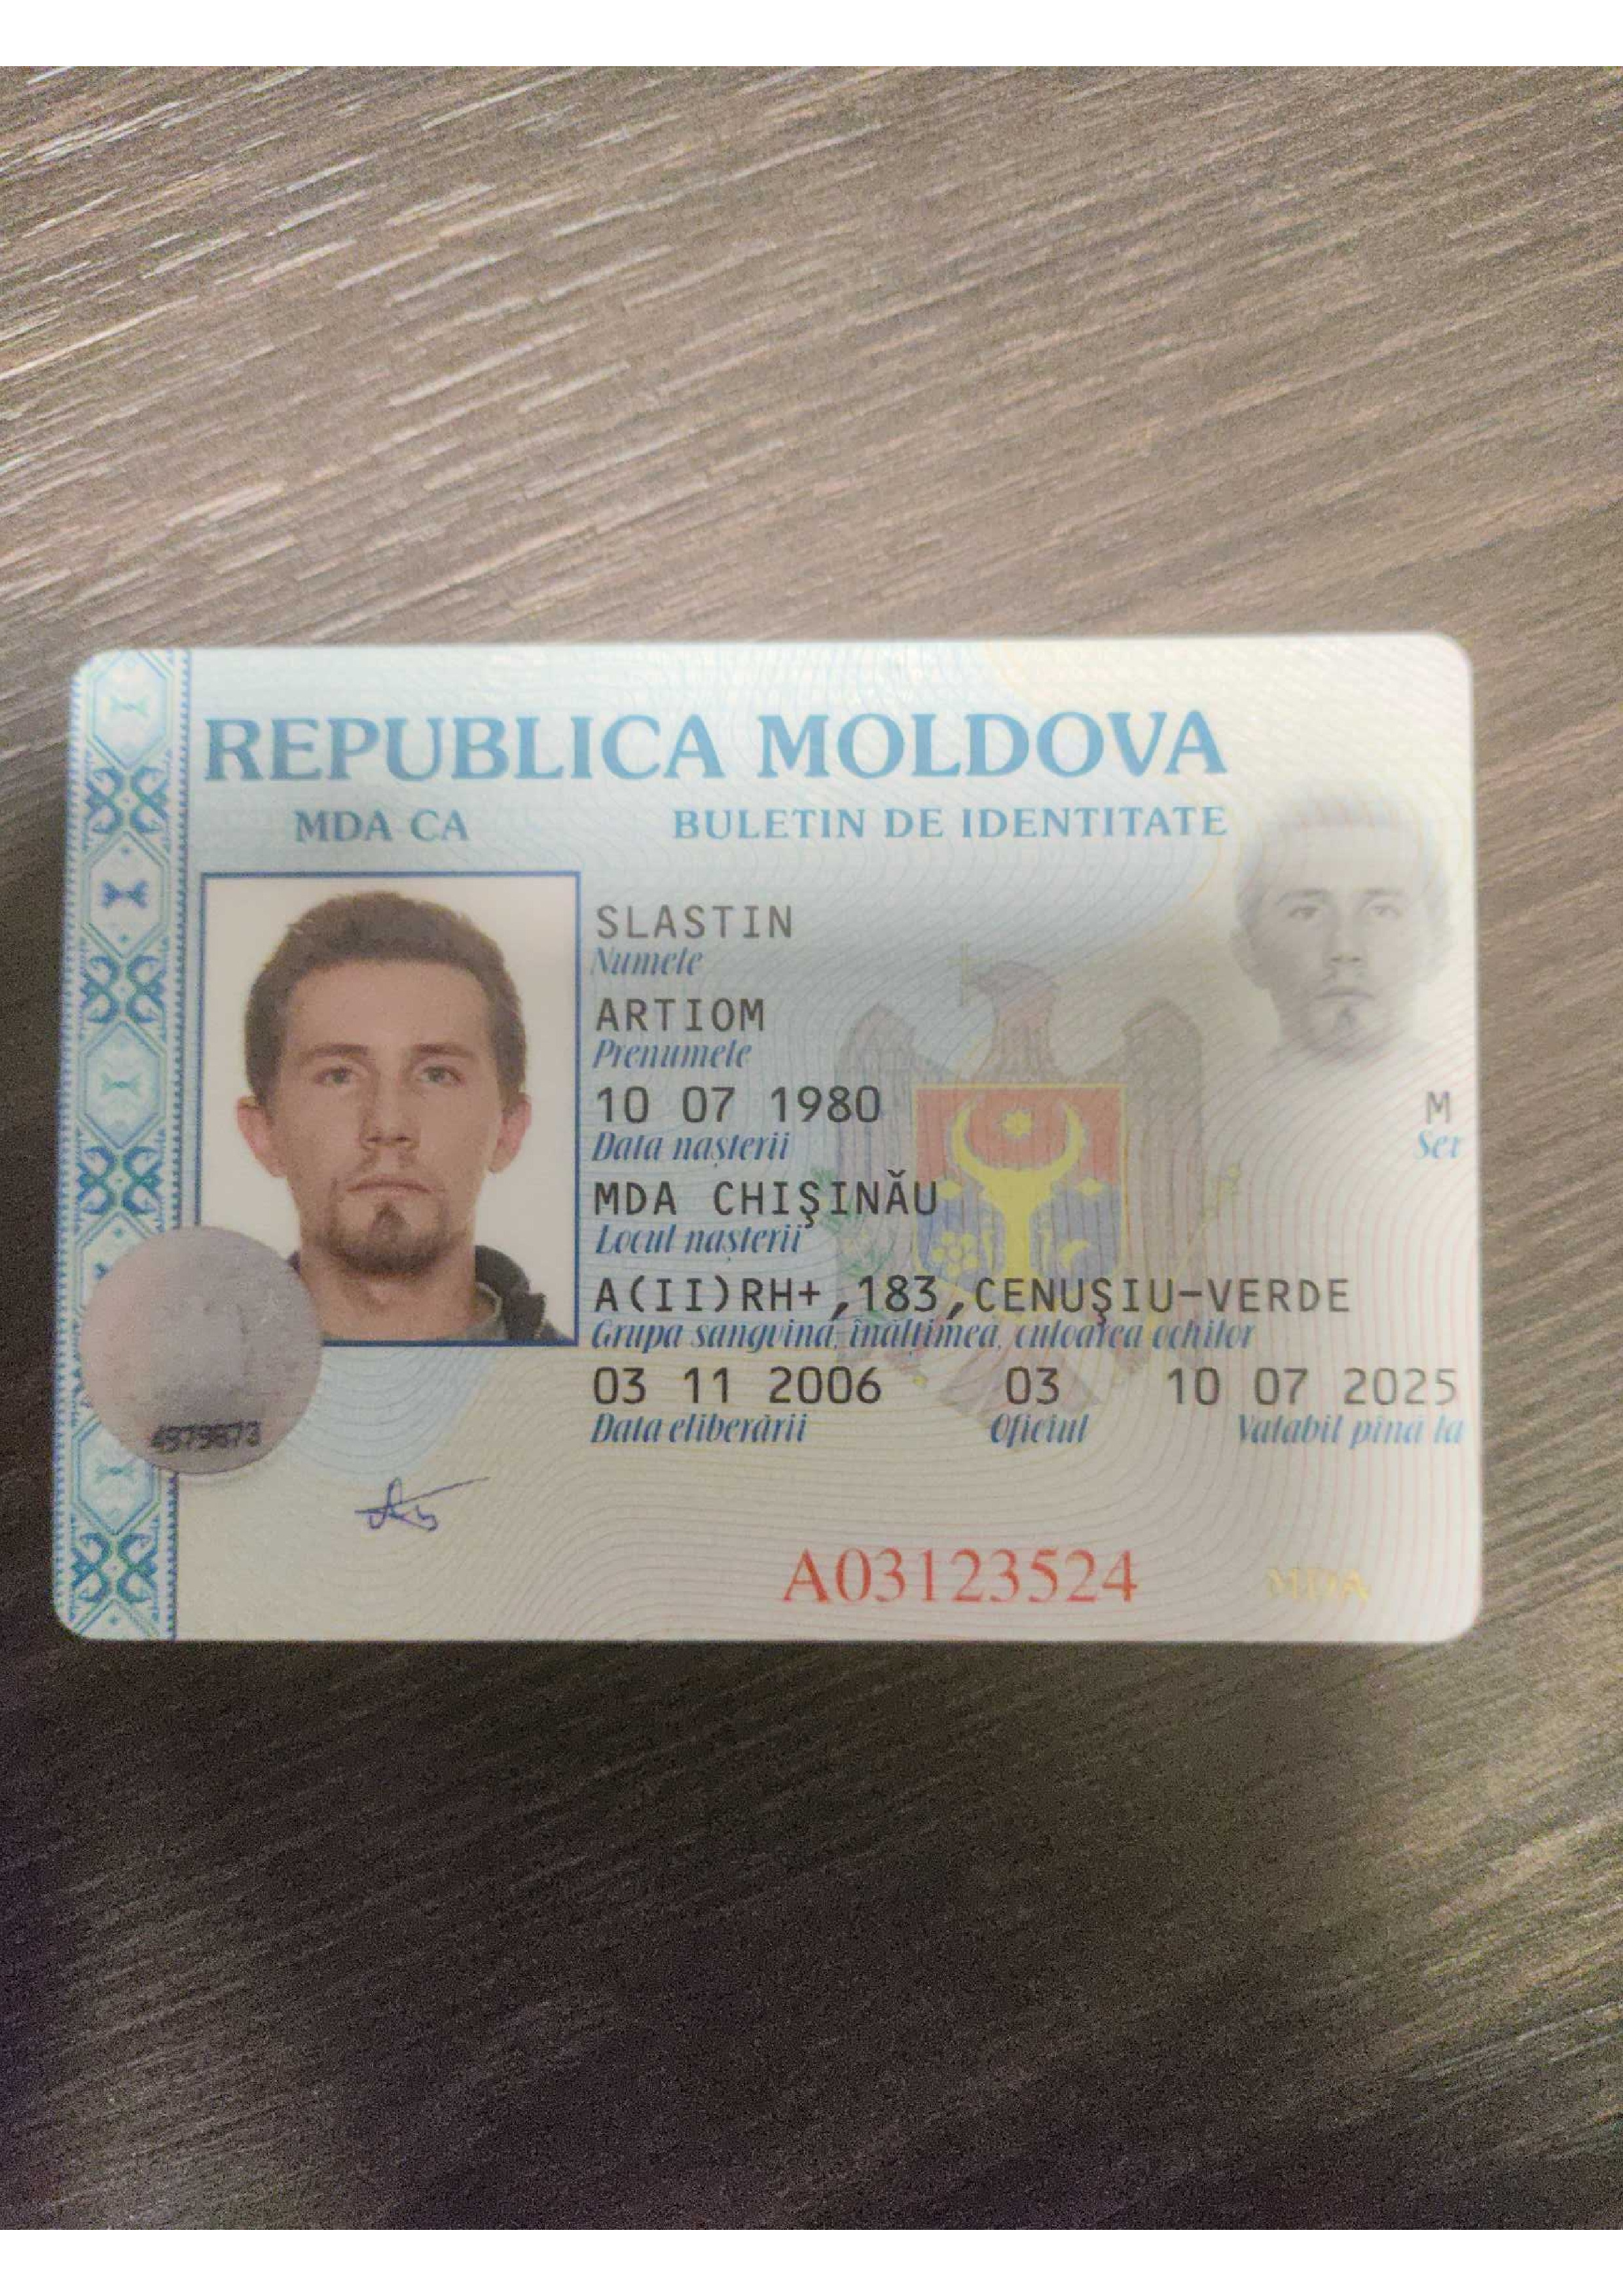 REPUBLICA MOLDOVA
MDA CA BULETIN DE IDENTITATE
SLASTIN
Numele
ARTIOM
Prenumele
10 07 1980 M
Data nașterii Sex
MDA CHIŞINĂU
Locul nașterii
A(II)RH+,183,CENUŞIU-VERDE
Grupa sangvină, înălțimea, culoarea ochilor
03 11 2006 03 10 07 2025
Data eliberării Oficiul Valabil pînă la
A03123524 MDA